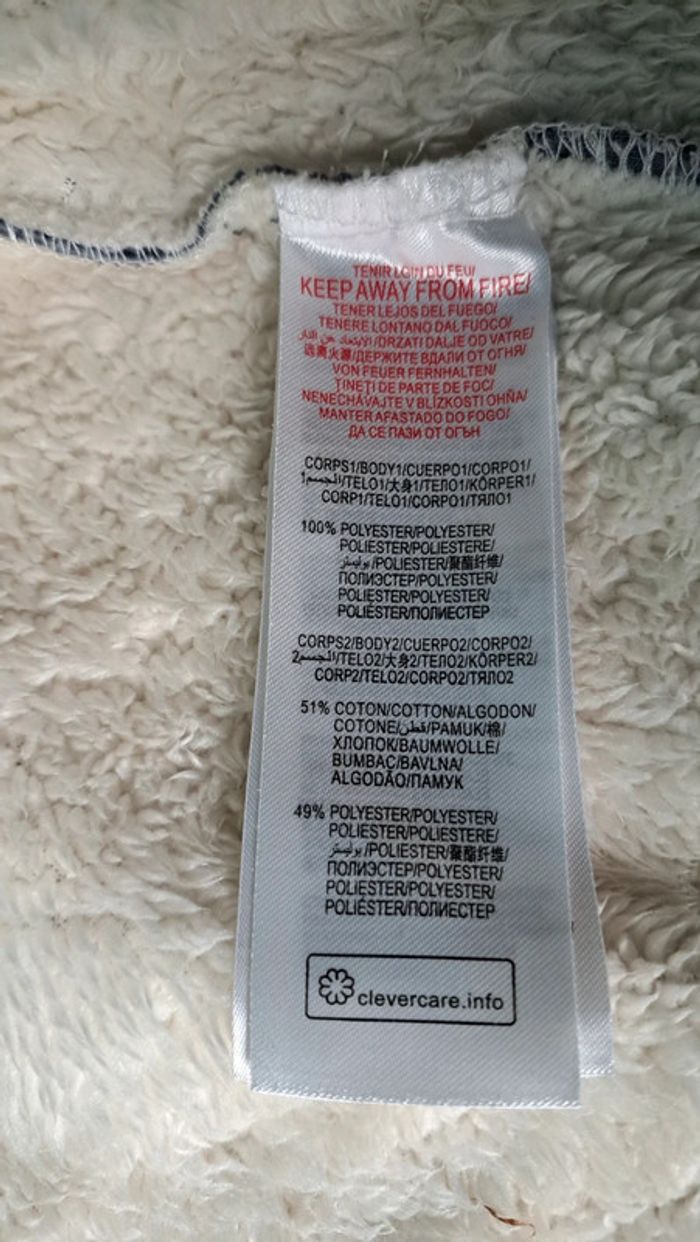 TENIR LOIN DU FEU/
KEEP AWAY FROM FIRE/
TENER LEJOS DEL FUEGO/
TENERE LONTANO DAL FUOCO/
الابتعاد عن النار/DRZATI DALJE OD VATRE/
远离火源/ДЕРЖИТЕ ВДАЛИ ОТ ОГНЯ/
VON FEUER FERNHALTEN/
ȚINEȚI DE PARTE DE FOC/
NENECHÁVAJTE V BLÍZKOSTI OHŇA/
MANTER AFASTADO DO FOGO/
ДА СЕ ПАЗИ ОТ ОГЪН
CORPS1/BODY1/CUERPO1/CORPO1/
الجسم1/TELO1/大身1/ТЕЛО1/KÖRPER1/
CORP1/TELO1/CORPO1/ТЯЛО1
100% POLYESTER/POLYESTER/
POLIESTER/POLIESTERE/
بوليستر/POLIESTER/聚酯纤维/
ПОЛИЭСТЕР/POLYESTER/
POLIESTER/POLYESTER/
POLIÉSTER/ПОЛИЕСТЕР
CORPS2/BODY2/CUERPO2/CORPO2/
الجسم2/TELO2/大身2/ТЕЛО2/KÖRPER2/
CORP2/TELO2/CORPO2/ТЯЛО2
51% COTON/COTTON/ALGODON/
COTONE/قطن/PAMUK/棉/
ХЛОПОК/BAUMWOLLE/
BUMBAC/BAVLNA/
ALGODÃO/ПАМУК
49% POLYESTER/POLYESTER/
POLIESTER/POLIESTERE/
بوليستر/POLIESTER/聚酯纤维/
ПОЛИЭСТЕР/POLYESTER/
POLIESTER/POLYESTER/
POLIÉSTER/ПОЛИЕСТЕР
clevercare.info